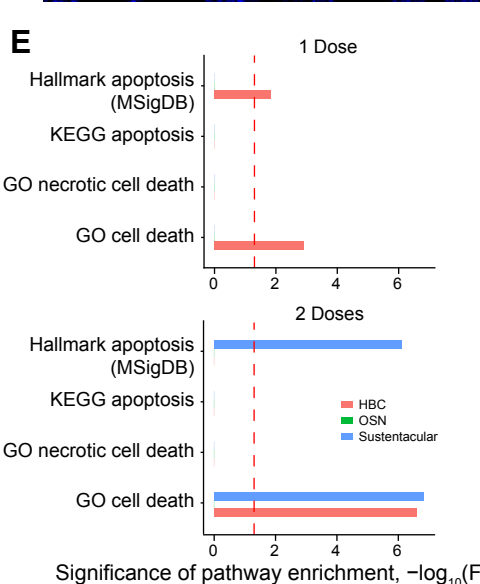 E
1 Dose
Hallmark apoptosis
(MSigDB)
KEGG apoptosis
GO necrotic cell death
GO cell death
0 2 4 6
2 Doses
Hallmark apoptosis
(MSigDB)
KEGG apoptosis
HBC
OSN
Sustentacular
GO necrotic cell death
GO cell death
0 2 4 6
Significance of pathway enrichment, −log10(F